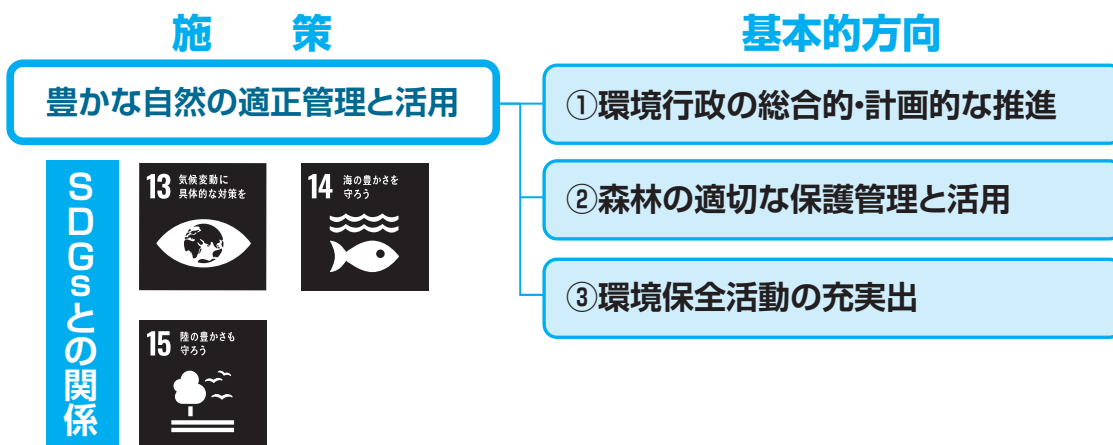 施　策
豊かな自然の適正管理と活用
基本的方向
①環境行政の総合的・計画的な推進
②森林の適切な保護管理と活用
③環境保全活動の充実出
SDGsとの関係
13 気候変動に
具体的な対策を
14 海の豊かさを
守ろう
15 陸の豊かさも
守ろう